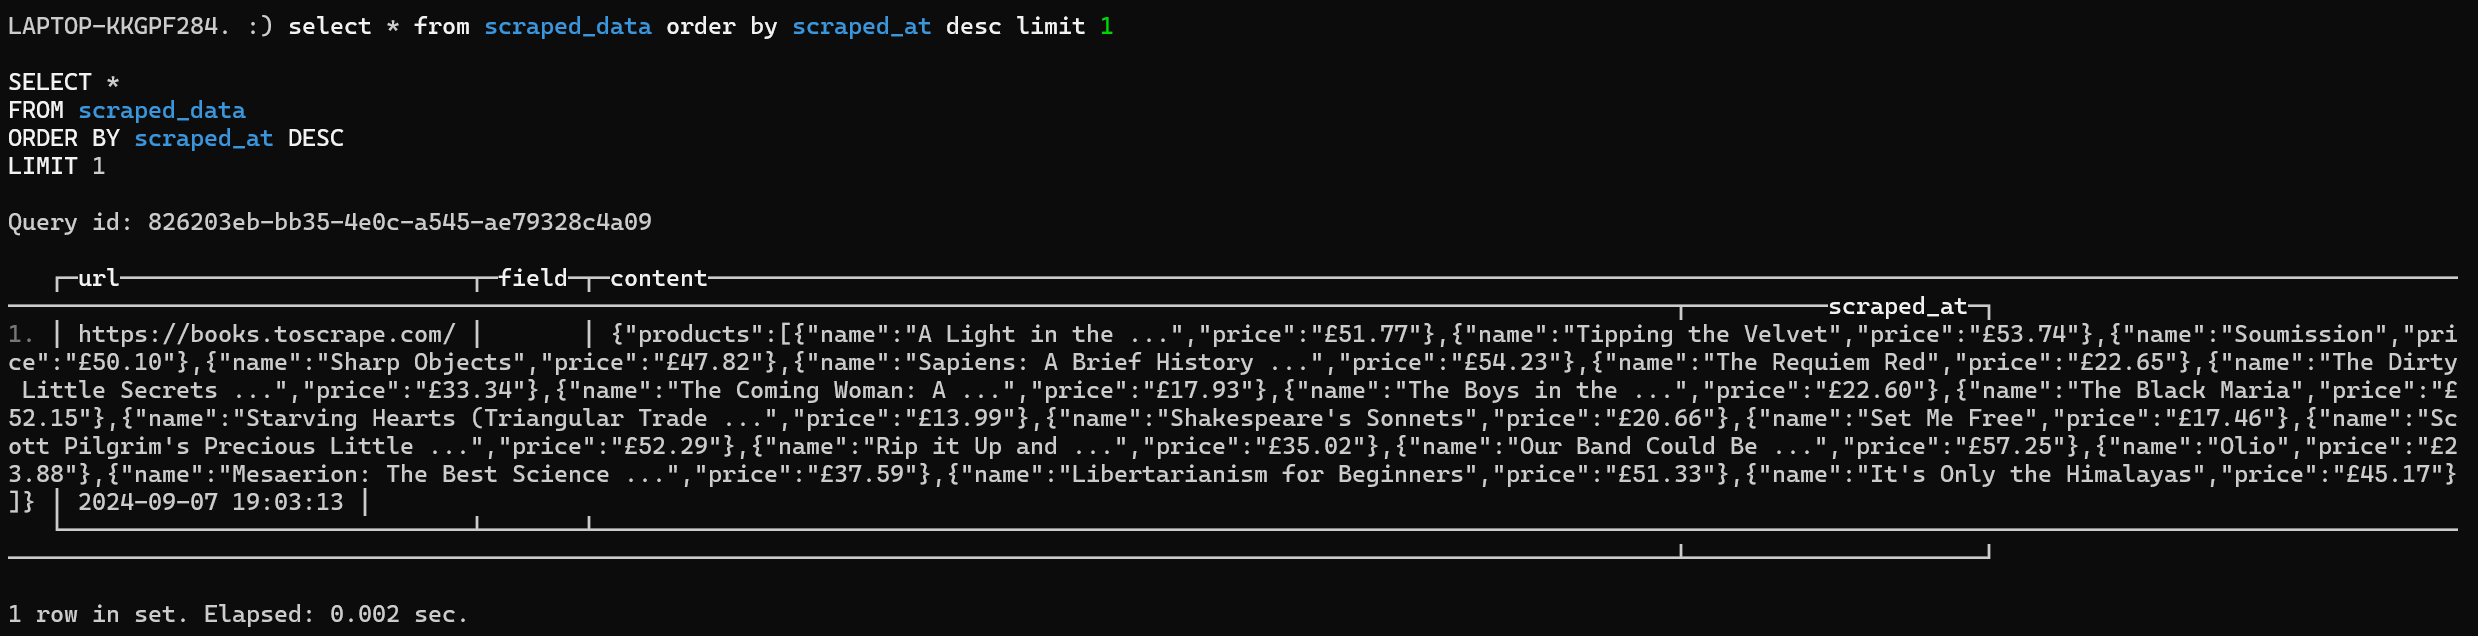 LAPTOP-KKGPF284. :) select * from scraped_data order by scraped_at desc limit 1
SELECT *
FROM scraped_data
ORDER BY scraped_at DESC
LIMIT 1
Query id: 826203eb-bb35-4e0c-a545-ae79328c4a09
url field content
scraped_at
1. │ https://books.toscrape.com/ │ │ {"products":[{"name":"A Light in the ...","price":"£51.77"},{"name":"Tipping the Velvet","price":"£53.74"},{"name":"Soumission","pri
ce":"£50.10"},{"name":"Sharp Objects","price":"£47.82"},{"name":"Sapiens: A Brief History ...","price":"£54.23"},{"name":"The Requiem Red","price":"£22.65"},{"name":"The Dirty
Little Secrets ...","price":"£33.34"},{"name":"The Coming Woman: A ...","price":"£17.93"},{"name":"The Boys in the ...","price":"£22.60"},{"name":"The Black Maria","price":"£
52.15"},{"name":"Starving Hearts (Triangular Trade ...","price":"£13.99"},{"name":"Shakespeare's Sonnets","price":"£20.66"},{"name":"Set Me Free","price":"£17.46"},{"name":"Sc
ott Pilgrim's Precious Little ...","price":"£52.29"},{"name":"Rip it Up and ...","price":"£35.02"},{"name":"Our Band Could Be ...","price":"£57.25"},{"name":"Olio","price":"£2
3.88"},{"name":"Mesaerion: The Best Science ...","price":"£37.59"},{"name":"Libertarianism for Beginners","price":"£51.33"},{"name":"It's Only the Himalayas","price":"£45.17"}
]} │ 2024-09-07 19:03:13 │
1 row in set. Elapsed: 0.002 sec.